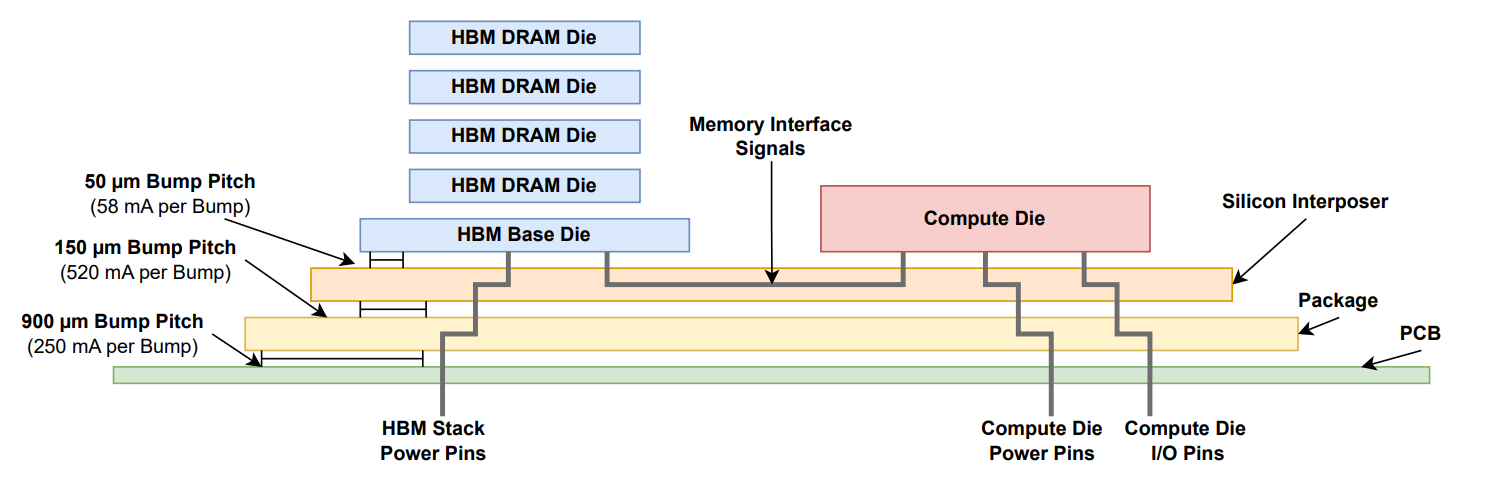 HBM DRAM Die
HBM DRAM Die
HBM DRAM Die
HBM DRAM Die
HBM Base Die
Memory Interface
Signals
Compute Die
Silicon Interposer
Package
PCB
50 μm Bump Pitch
(58 mA per Bump)
150 μm Bump Pitch
(520 mA per Bump)
900 μm Bump Pitch
(250 mA per Bump)
HBM Stack
Power Pins
Compute Die
Power Pins
Compute Die
I/O Pins